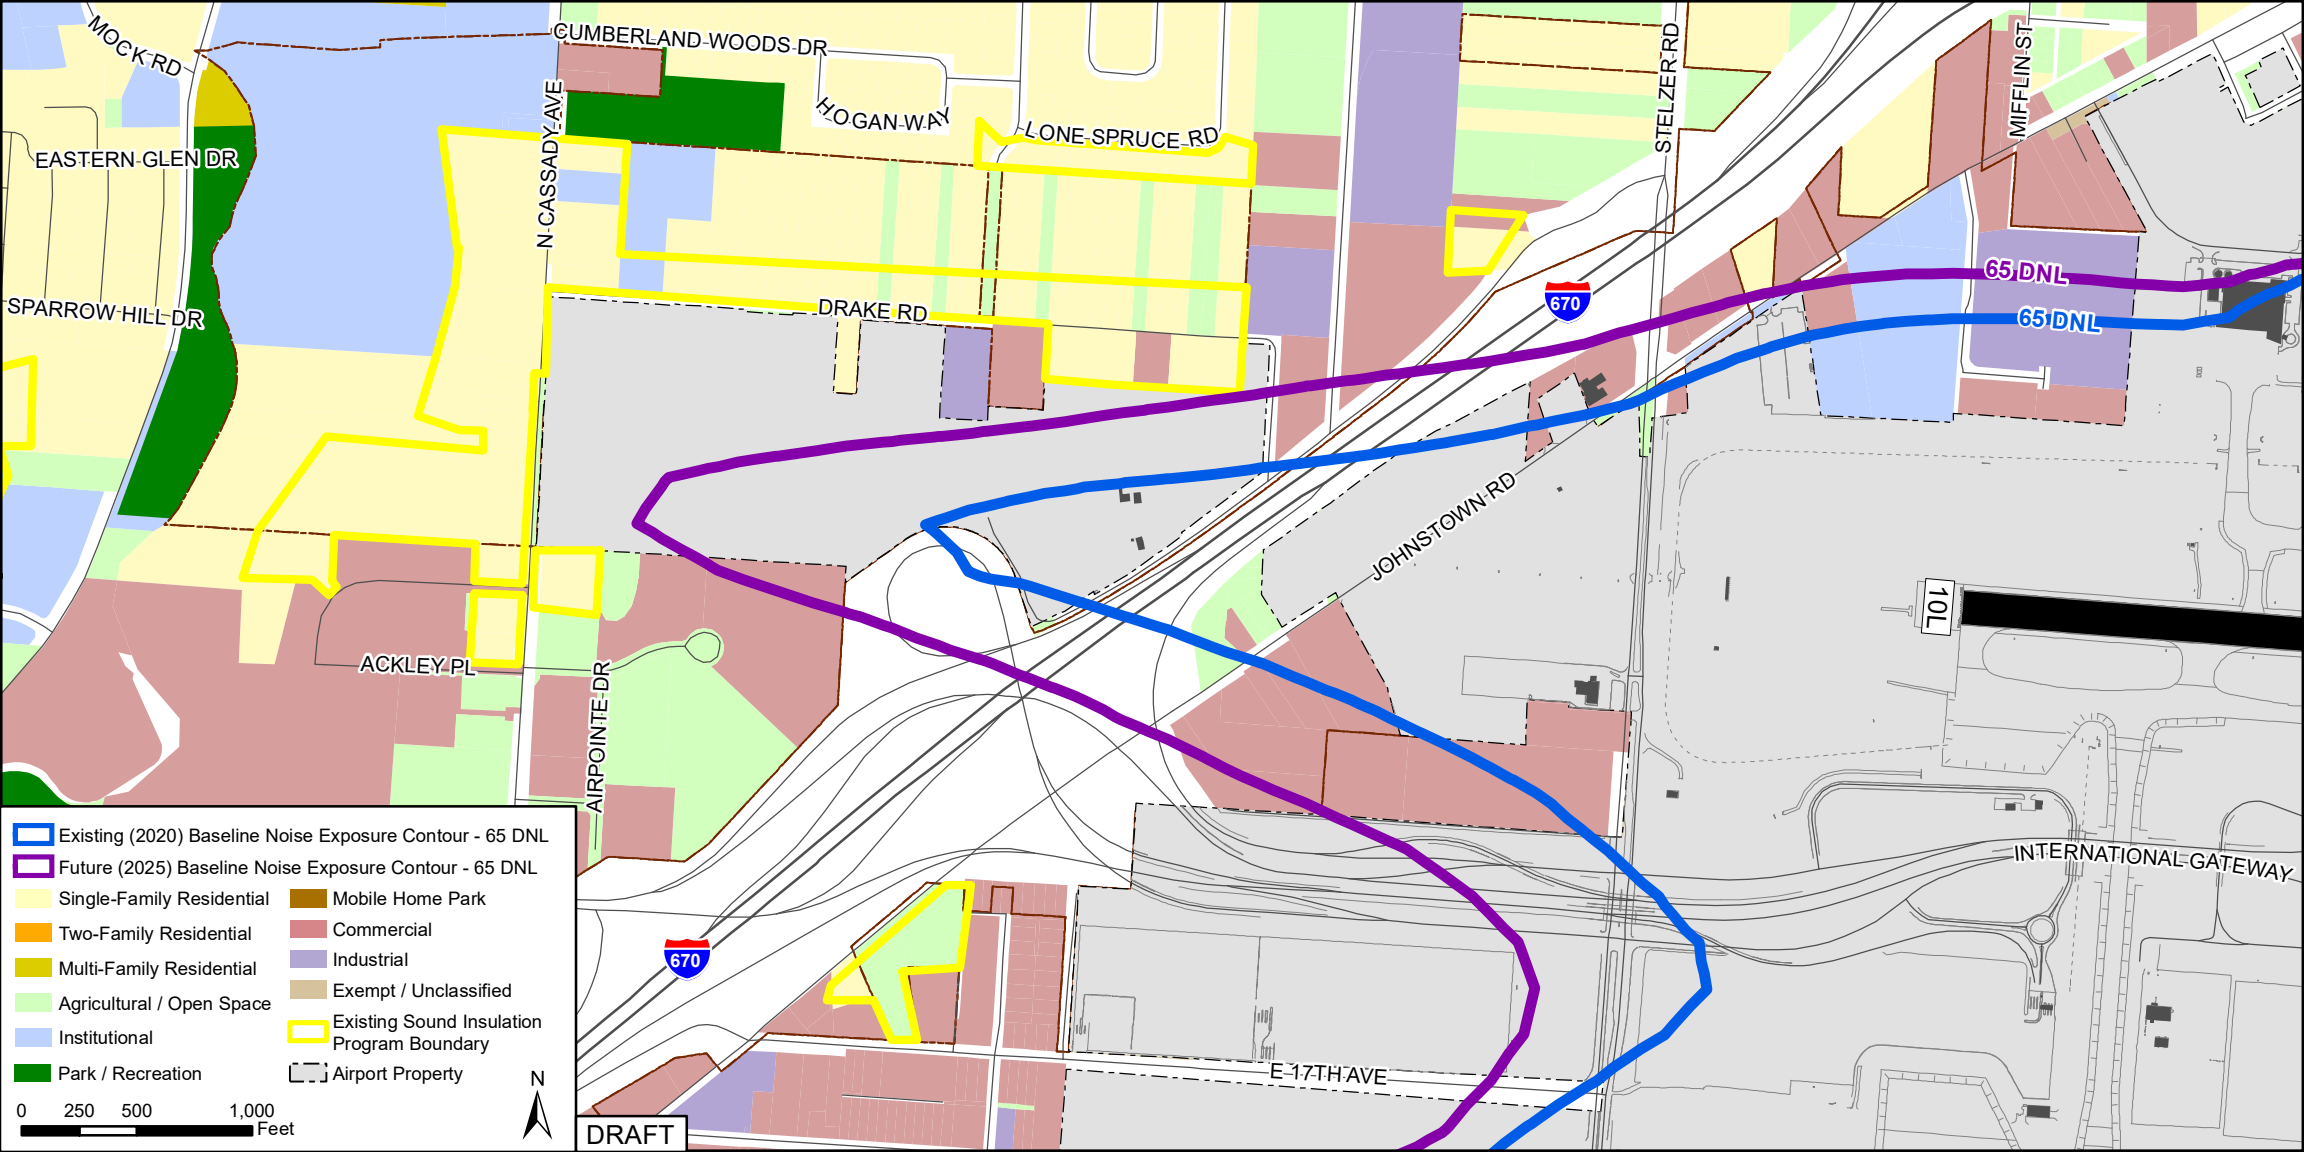 MOCK RD
CUMBERLAND WOODS DR
N CASSADY AVE
HOGAN WAY
LONE SPRUCE RD
STELZER RD
MIFFLIN ST
EASTERN GLEN DR
SPARROW HILL DR
DRAKE RD
670
65 DNL
65 DNL
JOHNSTOWN RD
10L
ACKLEY PL
AIRPOINTE DR
INTERNATIONAL GATEWAY
670
E 17TH AVE
Existing (2020) Baseline Noise Exposure Contour - 65 DNL
Future (2025) Baseline Noise Exposure Contour - 65 DNL
Single-Family Residential
Two-Family Residential
Multi-Family Residential
Agricultural / Open Space
Institutional
Park / Recreation
Mobile Home Park
Commercial
Industrial
Exempt / Unclassified
Existing Sound Insulation
Program Boundary
Airport Property
N
0 250 500 1,000
Feet
DRAFT